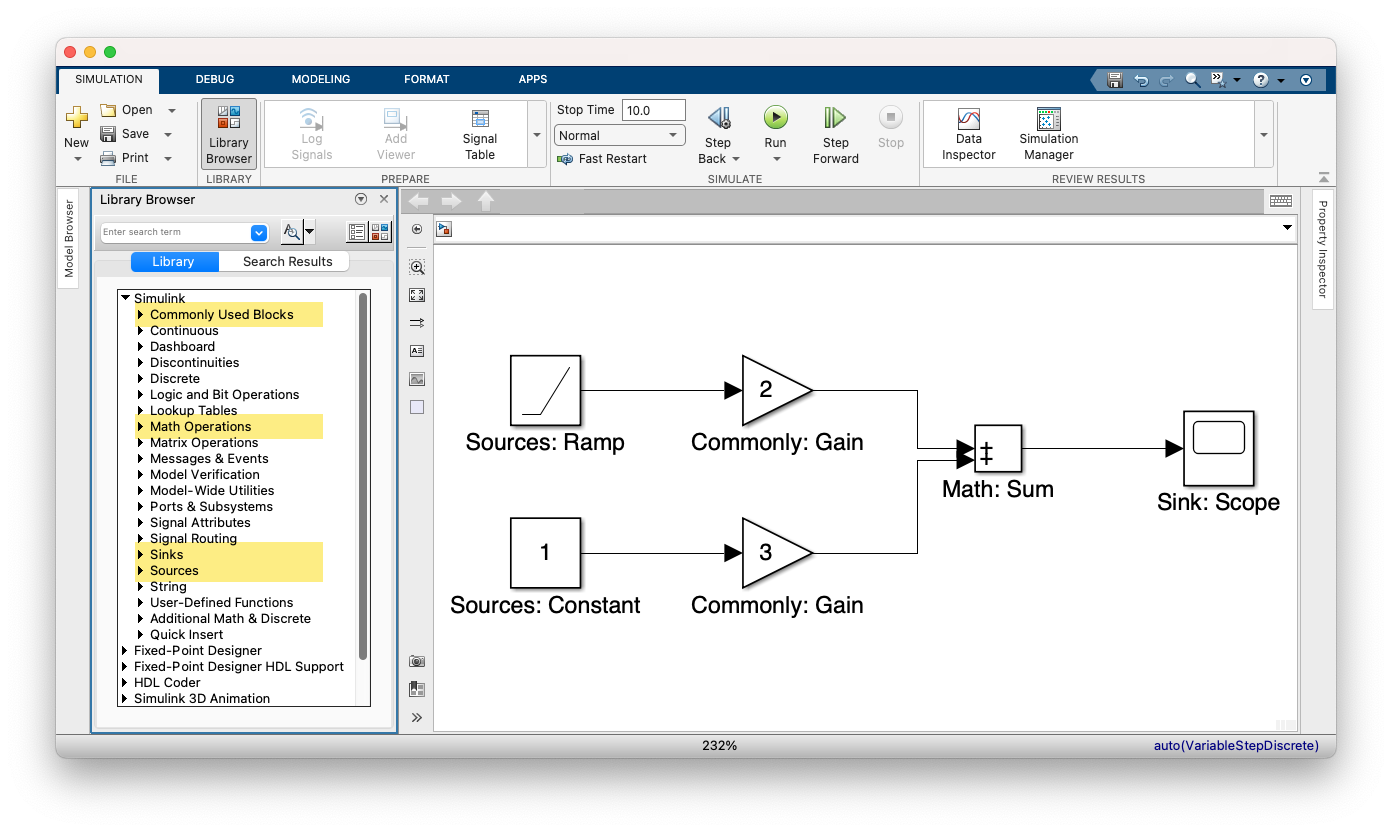 SIMULATION DEBUG MODELING FORMAT APPS
New
Open
Save
Print
FILE
Library
Browser
LIBRARY
Log
Signals
Add
Viewer
Signal
Table
PREPARE
Stop Time 10.0
Normal
Fast Restart
Step
Back
Run
Step
Forward
Stop
SIMULATE
Data
Inspector
Simulation
Manager
REVIEW RESULTS
Model Browser
Library Browser
Enter search term
Library Search Results
Simulink
Commonly Used Blocks
Continuous
Dashboard
Discontinuities
Discrete
Logic and Bit Operations
Lookup Tables
Math Operations
Matrix Operations
Messages & Events
Model Verification
Model-Wide Utilities
Ports & Subsystems
Signal Attributes
Signal Routing
Sinks
Sources
String
User-Defined Functions
Additional Math & Discrete
Quick Insert
Fixed-Point Designer
Fixed-Point Designer HDL Support
HDL Coder
Simulink 3D Animation
2
Sources: Ramp
Commonly: Gain
+
+
Math: Sum
Sink: Scope
1
3
Sources: Constant
Commonly: Gain
Property Inspector
232%
auto(VariableStepDiscrete)